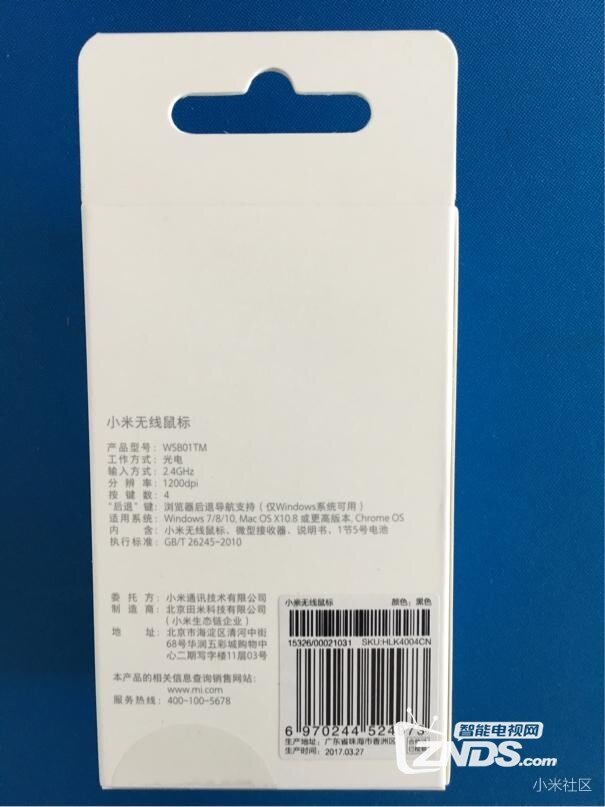 小米无线鼠标
产品型号：WSB01TM
工作方式：光电
输入方式：2.4GHz
分 辨 率：1200dpi
按 键 数：4
"后退"键：浏览器后退导航支持（仅Windows系统可用）
适用系统：Windows 7/8/10, Mac OS X10.8 或更高版本, Chrome OS
内 含：小米无线鼠标、微型接收器、说明书、1节5号电池
执行标准：GB/T 26245-2010
委 托 方：小米通讯技术有限公司
制 造 商：北京田米科技有限公司
（小米生态链企业）
地 址：北京市海淀区清河中街
68号华润五彩城购物中
心二期写字楼11层03号
本产品的相关信息查询销售网站：
www.mi.com
服务热线：400-100-5678
小米无线鼠标 颜色：黑色
15326/00021031 SKU:HLK4004CN
6 970244 524
生产地址：广东省珠海市香洲区
生产时间：2017.03.27
智能电视网
ZNDS.com
小米社区